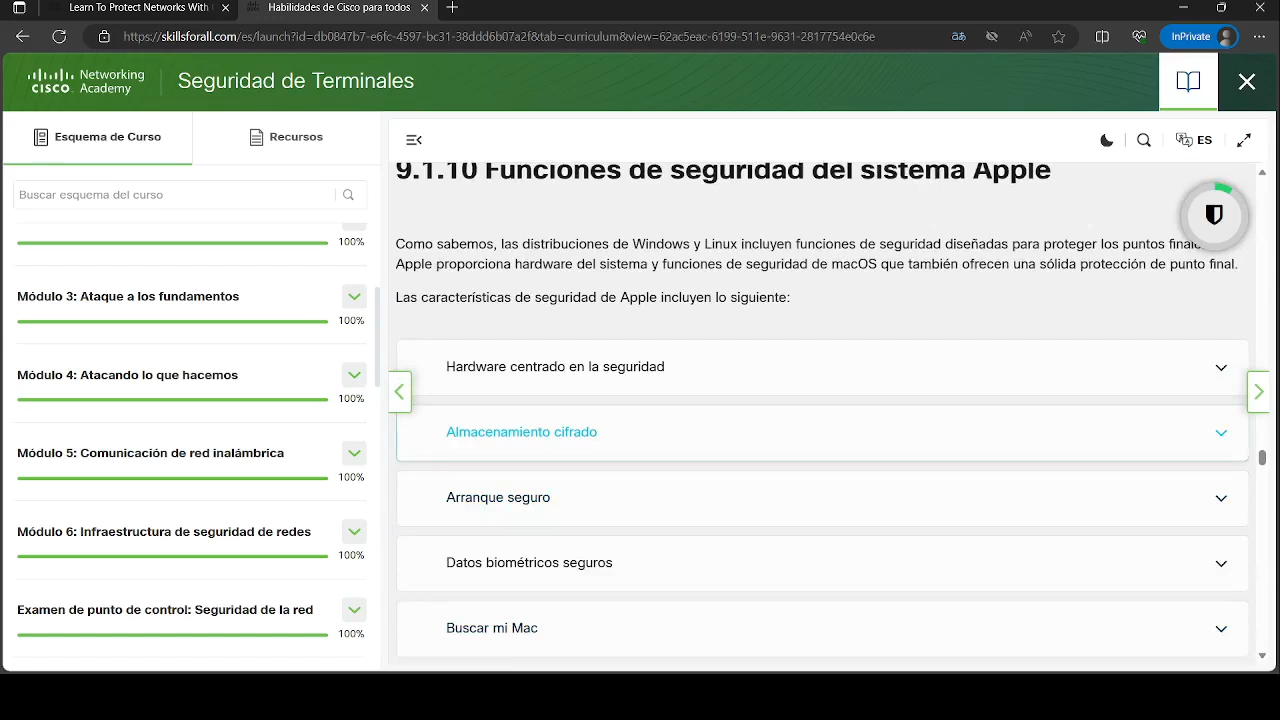 Learn To Protect Networks With
Habilidades de Cisco para todos
https://skillsforall.com/es/launch?id=db0847b7-e6fc-4597-bc31-38ddd6b07a2f&tab=curriculum&view=62ac5eac-6199-511e-9631-2817754e0c6e
InPrivate
CISCO Networking Academy
Seguridad de Terminales
Esquema de Curso
Recursos
ES
Buscar esquema del curso
100%
Módulo 3: Ataque a los fundamentos
100%
Módulo 4: Atacando lo que hacemos
100%
Módulo 5: Comunicación de red inalámbrica
100%
Módulo 6: Infraestructura de seguridad de redes
100%
Examen de punto de control: Seguridad de la red
100%
9.1.10 Funciones de seguridad del sistema Apple
Como sabemos, las distribuciones de Windows y Linux incluyen funciones de seguridad diseñadas para proteger los puntos
Apple proporciona hardware del sistema y funciones de seguridad de macOS que también ofrecen una sólida protección de punto final.
Las características de seguridad de Apple incluyen lo siguiente:
Hardware centrado en la seguridad
Almacenamiento cifrado
Arranque seguro
Datos biométricos seguros
Buscar mi Mac